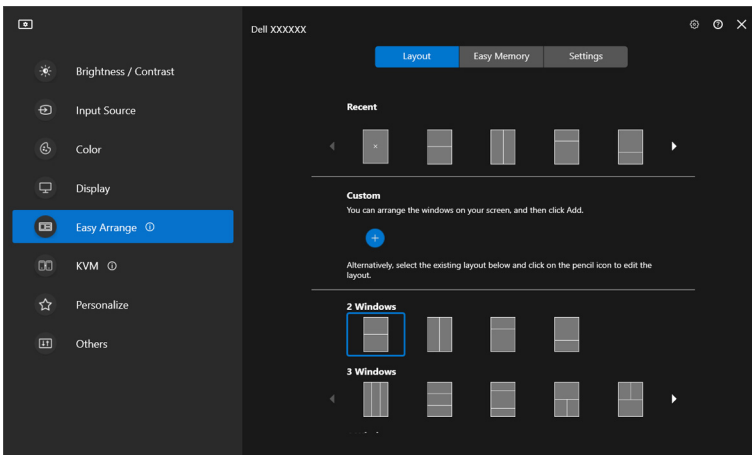 Dell XXXXXX
Brightness / Contrast
Input Source
Color
Display
Easy Arrange
KVM
Personalize
Others
Layout
Easy Memory
Settings
Recent
Custom
You can arrange the windows on your screen, and then click Add.
Alternatively, select the existing layout below and click on the pencil icon to edit the
layout.
2 Windows
3 Windows